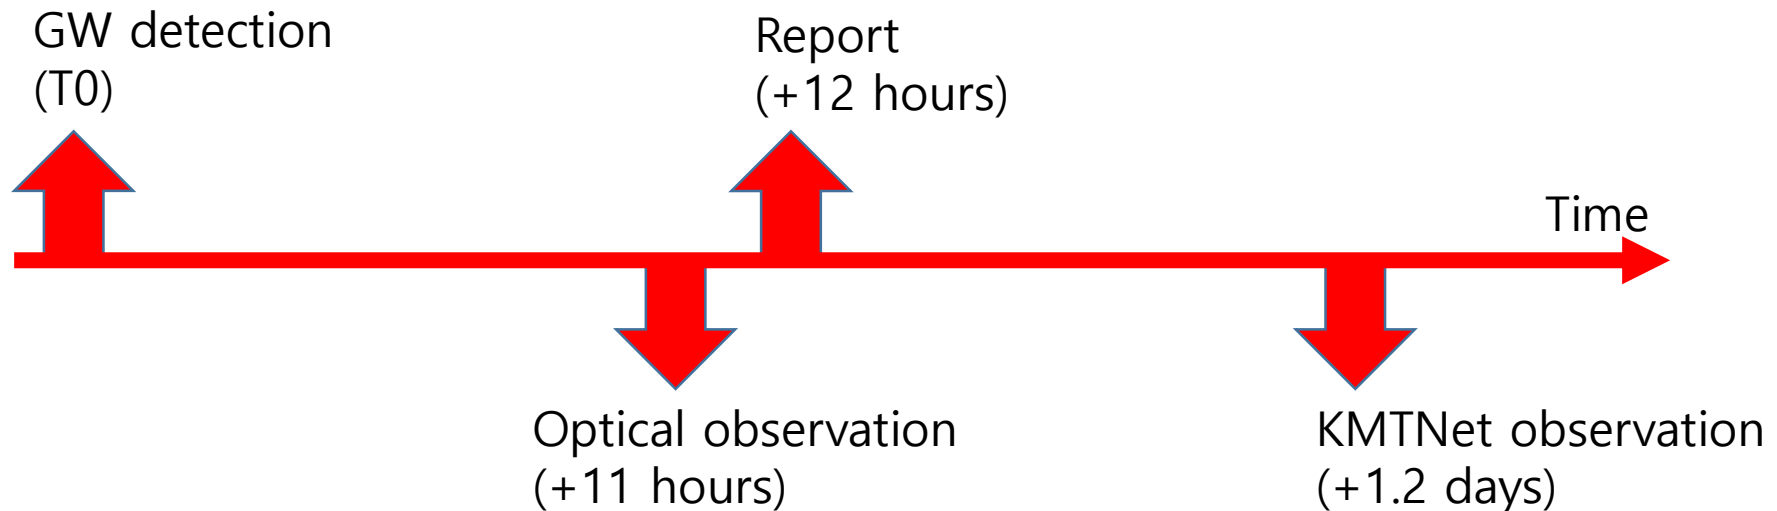 GW detection
(T0)
Report
(+12 hours)
Time
Optical observation
(+11 hours)
KMTNet observation
(+1.2 days)